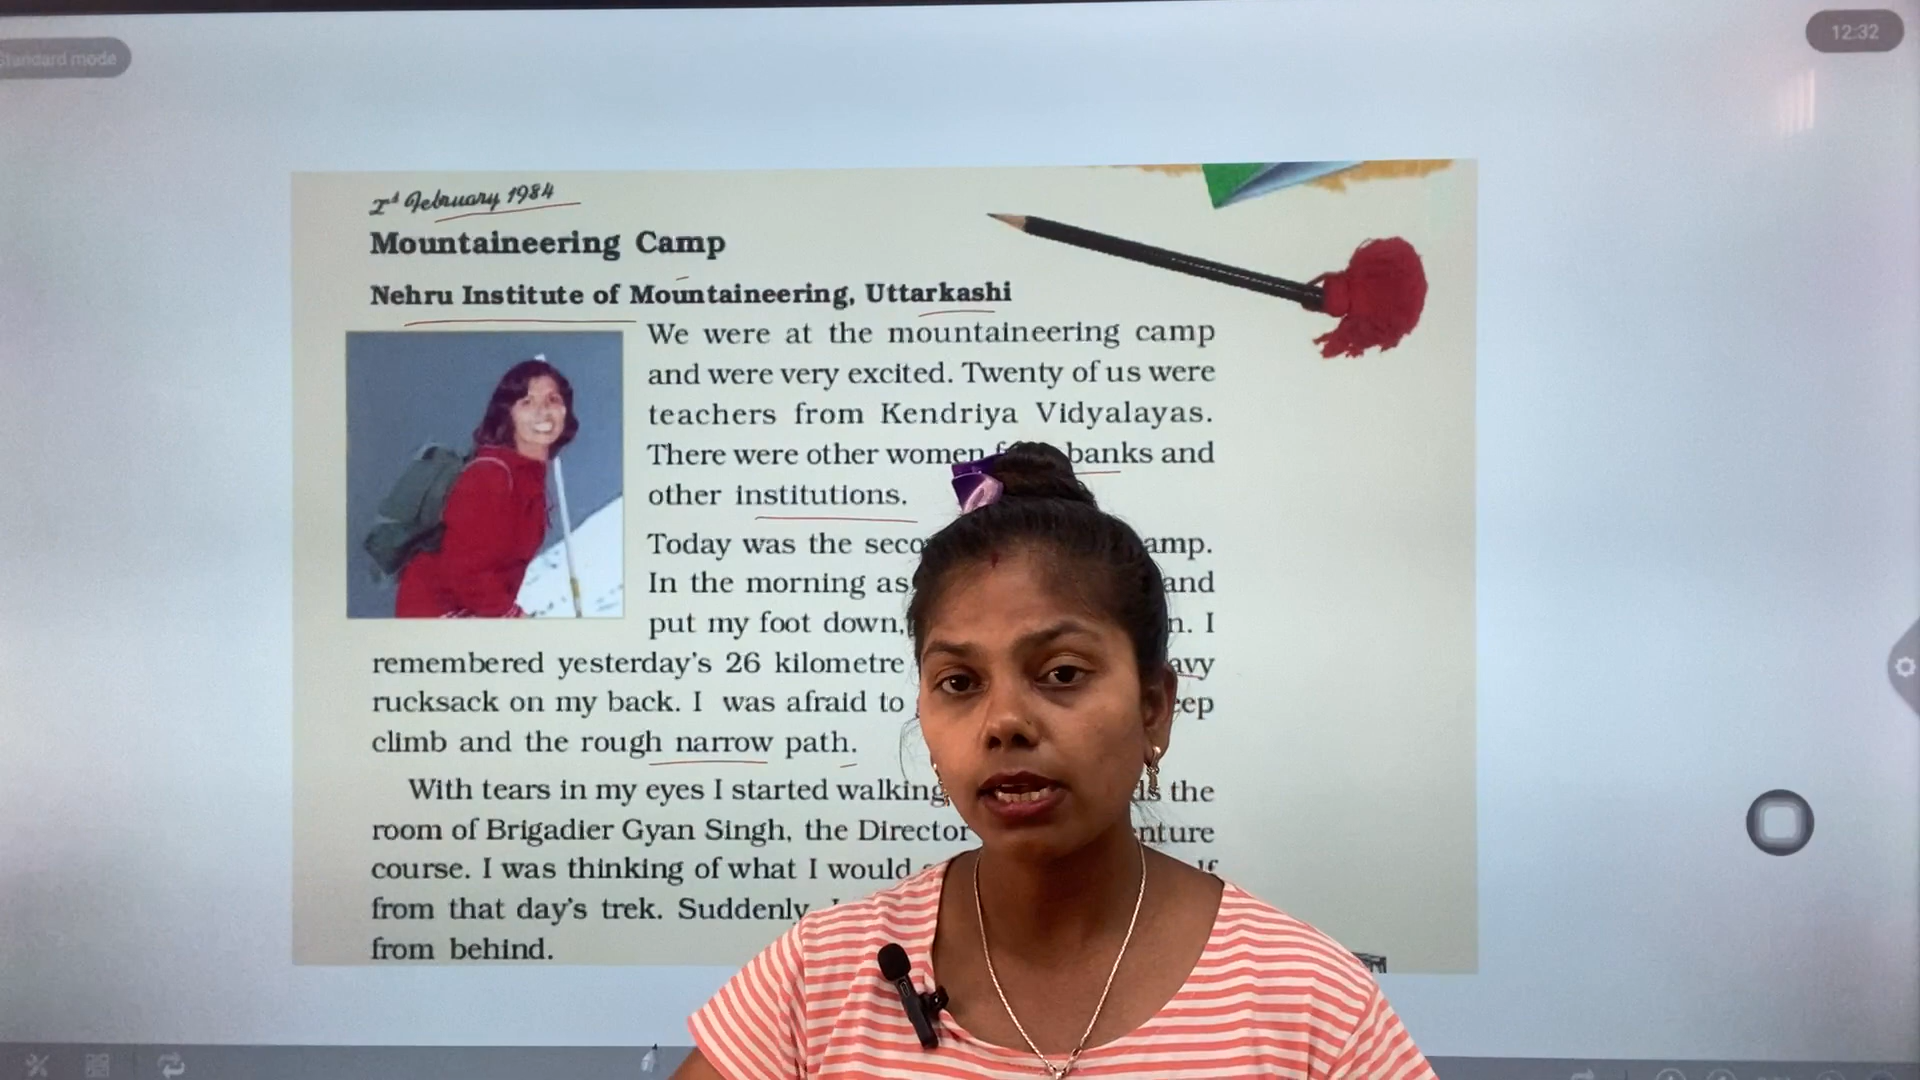 Standard mode
12:32
2nd February 1984
Mountaineering Camp
Nehru Institute of Mountaineering, Uttarkashi
We were at the mountaineering camp
and were very excited. Twenty of us were
teachers from Kendriya Vidyalayas.
There were other women banks and
other institutions.
Today was the
In the morning as and
put my foot down, I
remembered yesterday's 26 kilometre
rucksack on my back. I was afraid to
climb and the rough narrow path.
With tears in my eyes I started walking the
room of Brigadier Gyan Singh, the Director
course. I was thinking of what I would
from that day's trek. Suddenly
from behind.